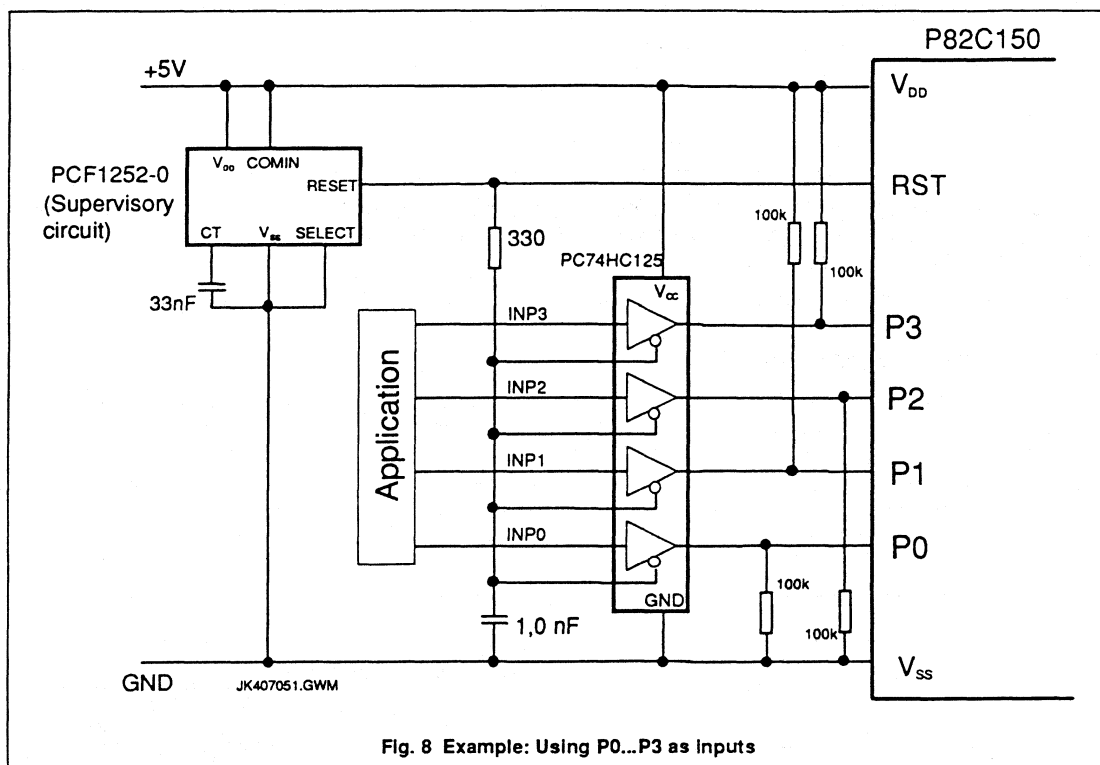 P82C150
+5V
V_DD
V_DD COMIN
PCF1252-0
(Supervisory
circuit)
RESET
RST
CT V_SS SELECT
33nF
330
PC74HC125
V_CC
100k
100k
INP3
P3
INP2
P2
Application
INP1
P1
INP0
P0
100k
100k
GND
1,0 nF
V_SS
GND
JK407051.GWM
Fig. 8 Example: Using P0...P3 as inputs